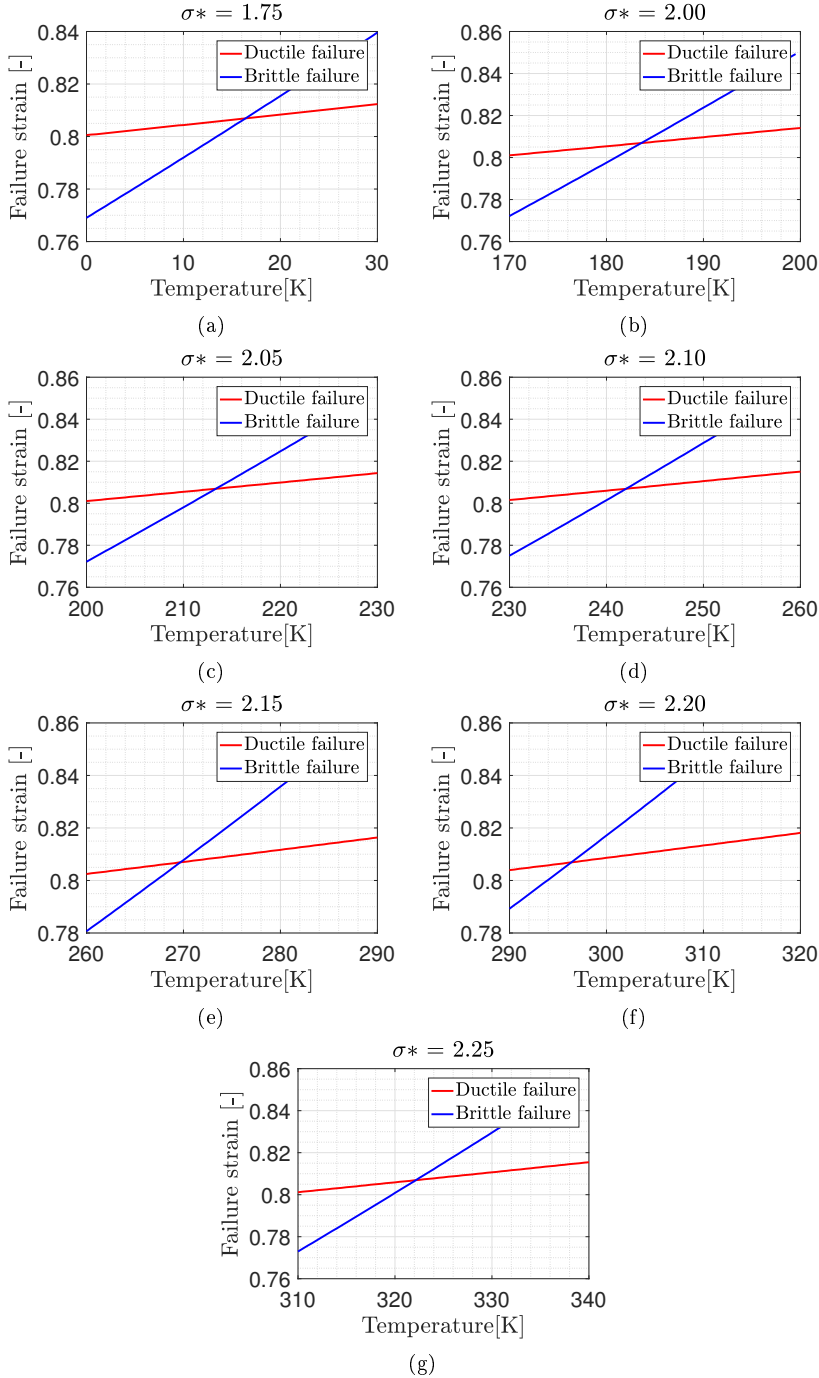 σ* = 1.75
Failure strain [-]
0.84
0.82
0.8
0.78
0.76
Ductile failure
Brittle failure
0 10 20 30
Temperature[K]
(a)
σ* = 2.00
Failure strain [-]
0.86
0.84
0.82
0.8
0.78
0.76
Ductile failure
Brittle failure
170 180 190 200
Temperature[K]
(b)
σ* = 2.05
Failure strain [-]
0.86
0.84
0.82
0.8
0.78
0.76
Ductile failure
Brittle failure
200 210 220 230
Temperature[K]
(c)
σ* = 2.10
Failure strain [-]
0.86
0.84
0.82
0.8
0.78
0.76
Ductile failure
Brittle failure
230 240 250 260
Temperature[K]
(d)
σ* = 2.15
Failure strain [-]
0.86
0.84
0.82
0.8
0.78
Ductile failure
Brittle failure
260 270 280 290
Temperature[K]
(e)
σ* = 2.20
Failure strain [-]
0.86
0.84
0.82
0.8
0.78
Ductile failure
Brittle failure
290 300 310 320
Temperature[K]
(f)
σ* = 2.25
Failure strain [-]
0.86
0.84
0.82
0.8
0.78
0.76
Ductile failure
Brittle failure
310 320 330 340
Temperature[K]
(g)